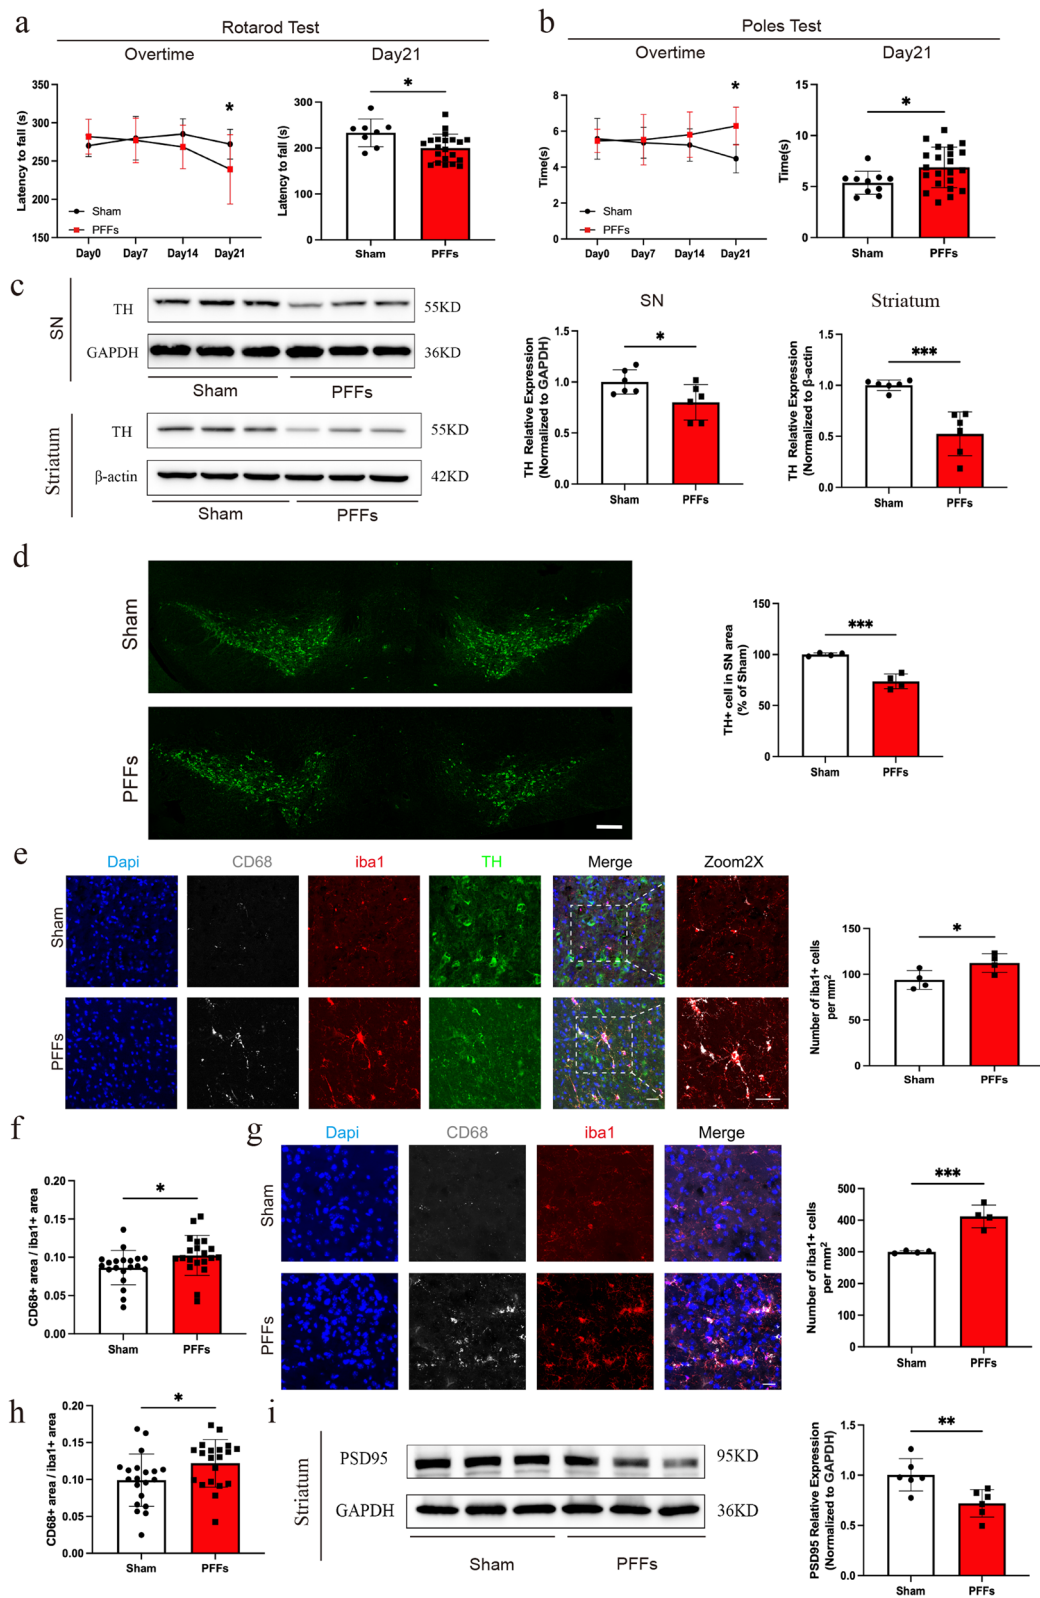 a
Rotarod Test
Overtime
Day21
Latency to fall (s)
350
300
250
200
150
*
Sham
PFFs
Day0 Day7 Day14 Day21
Latency to fall (s)
300
200
100
0
*
Sham PFFs
b
Poles Test
Overtime
Day21
Time(s)
8
6
4
2
0
*
Sham
PFFs
Day0 Day7 Day14 Day21
Time(s)
15
10
5
0
*
Sham PFFs
c
SN
TH 55KD
GAPDH 36KD
Sham PFFs
Striatum
TH 55KD
β-actin 42KD
Sham PFFs
SN
TH Relative Expression
(Normalized to GAPDH)
1.5
1.0
0.5
0.0
*
Sham PFFs
Striatum
TH Relative Expression
(Normalized to β-actin)
1.5
1.0
0.5
0.0
***
Sham PFFs
d
Sham
PFFs
TH+ cell in SN area
(% of Sham)
150
100
50
0
***
Sham PFFs
e
Dapi CD68 iba1 TH Merge Zoom2X
Sham
PFFs
Number of iba1+ cells
per mm2
150
100
50
0
*
Sham PFFs
f
CD68+ area / iba1+ area
0.20
0.15
0.10
0.05
0.00
*
Sham PFFs
g
Dapi CD68 iba1 Merge
Sham
PFFs
Number of iba1+ cells
per mm2
500
400
300
200
100
0
***
Sham PFFs
h
CD68+ area / iba1+ area
0.20
0.15
0.10
0.05
0.00
*
Sham PFFs
i
Striatum
PSD95 95KD
GAPDH 36KD
Sham PFFs
PSD95 Relative Expression
(Normalized to GAPDH)
1.5
1.0
0.5
0.0
**
Sham PFFs